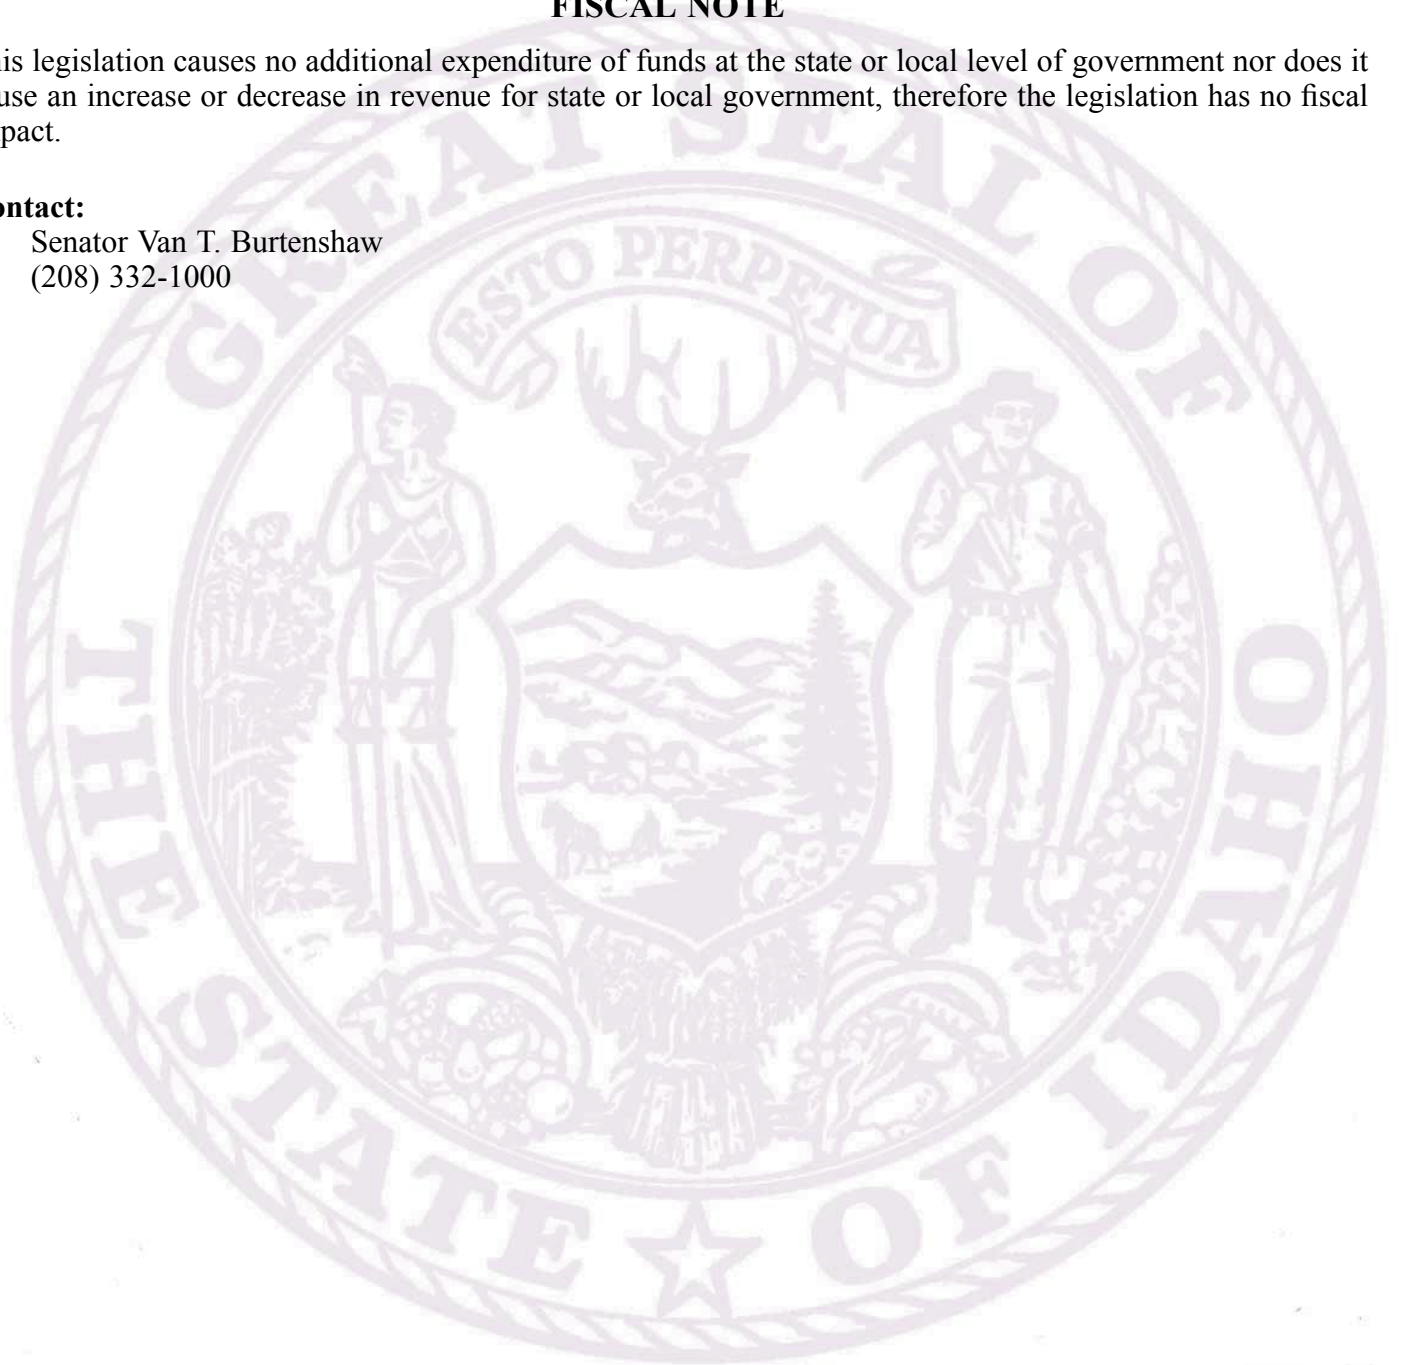 FISCAL NOTE
his legislation causes no additional expenditure of funds at the state or local level of government nor does it
use an increase or decrease in revenue for state or local government, therefore the legislation has no fiscal
pact.
ontact:
Senator Van T. Burtenshaw
(208) 332-1000
GREAT SEAL OF
ESTO PERPETUA
THE STATE ☆ OF IDAHO